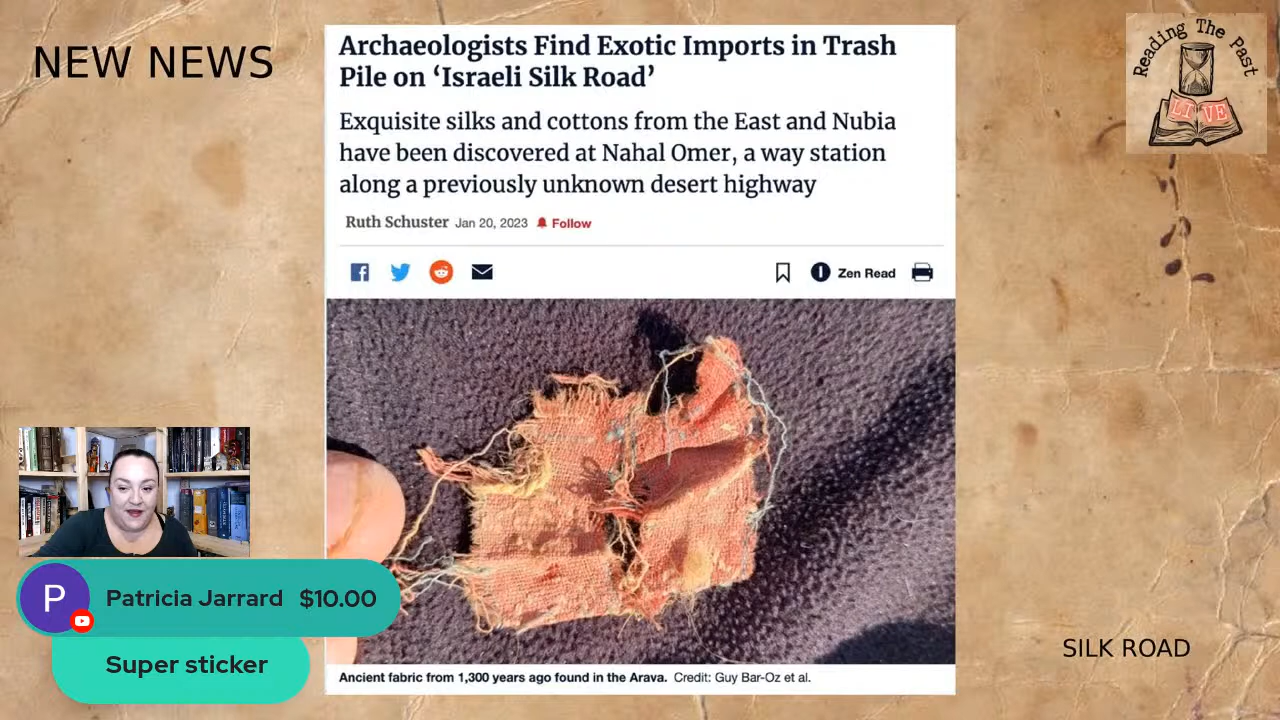 NEW NEWS
Archaeologists Find Exotic Imports in Trash
Pile on ‘Israeli Silk Road’
Exquisite silks and cottons from the East and Nubia
have been discovered at Nahal Omer, a way station
along a previously unknown desert highway
Ruth Schuster Jan 20, 2023 Follow
Zen Read
Reading The Past
LIVE
P
Patricia Jarrard $10.00
Super sticker
SILK ROAD
Ancient fabric from 1,300 years ago found in the Arava. Credit: Guy Bar-Oz et al.